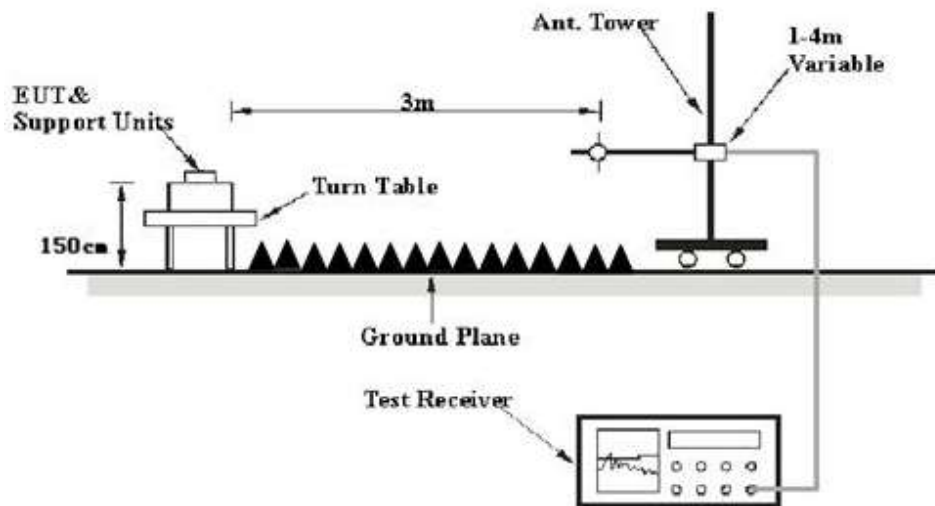 Ant. Tower
1-4m
Variable
EUT&
Support Units
3m
Turn Table
150cm
Ground Plane
Test Receiver